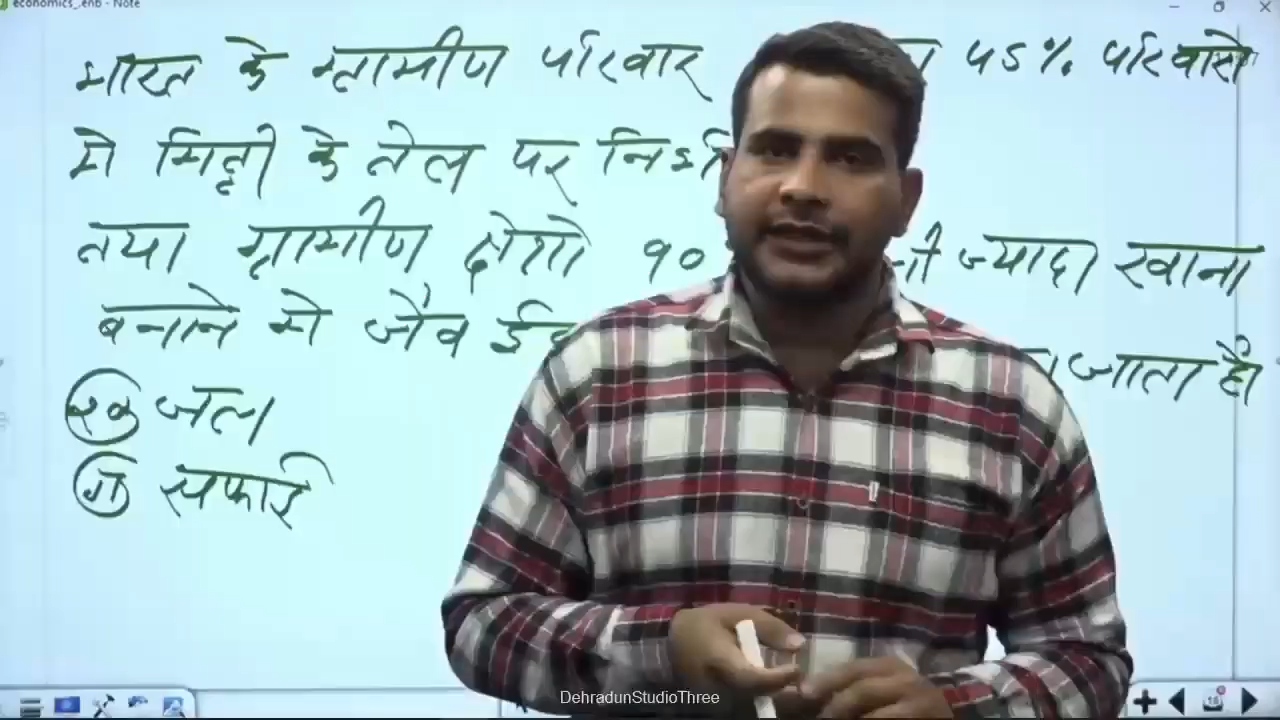 economics_.enb - Note
भारत के ग्रामीण परिवार 45% परिवारो
मे मिट्टी के तेल पर
तथा ग्रामीण क्षेत्रो 90 ज्यादा खाना
बनाने मे जैव जाता है
ख जल
ग सफाई
DehradunStudioThree